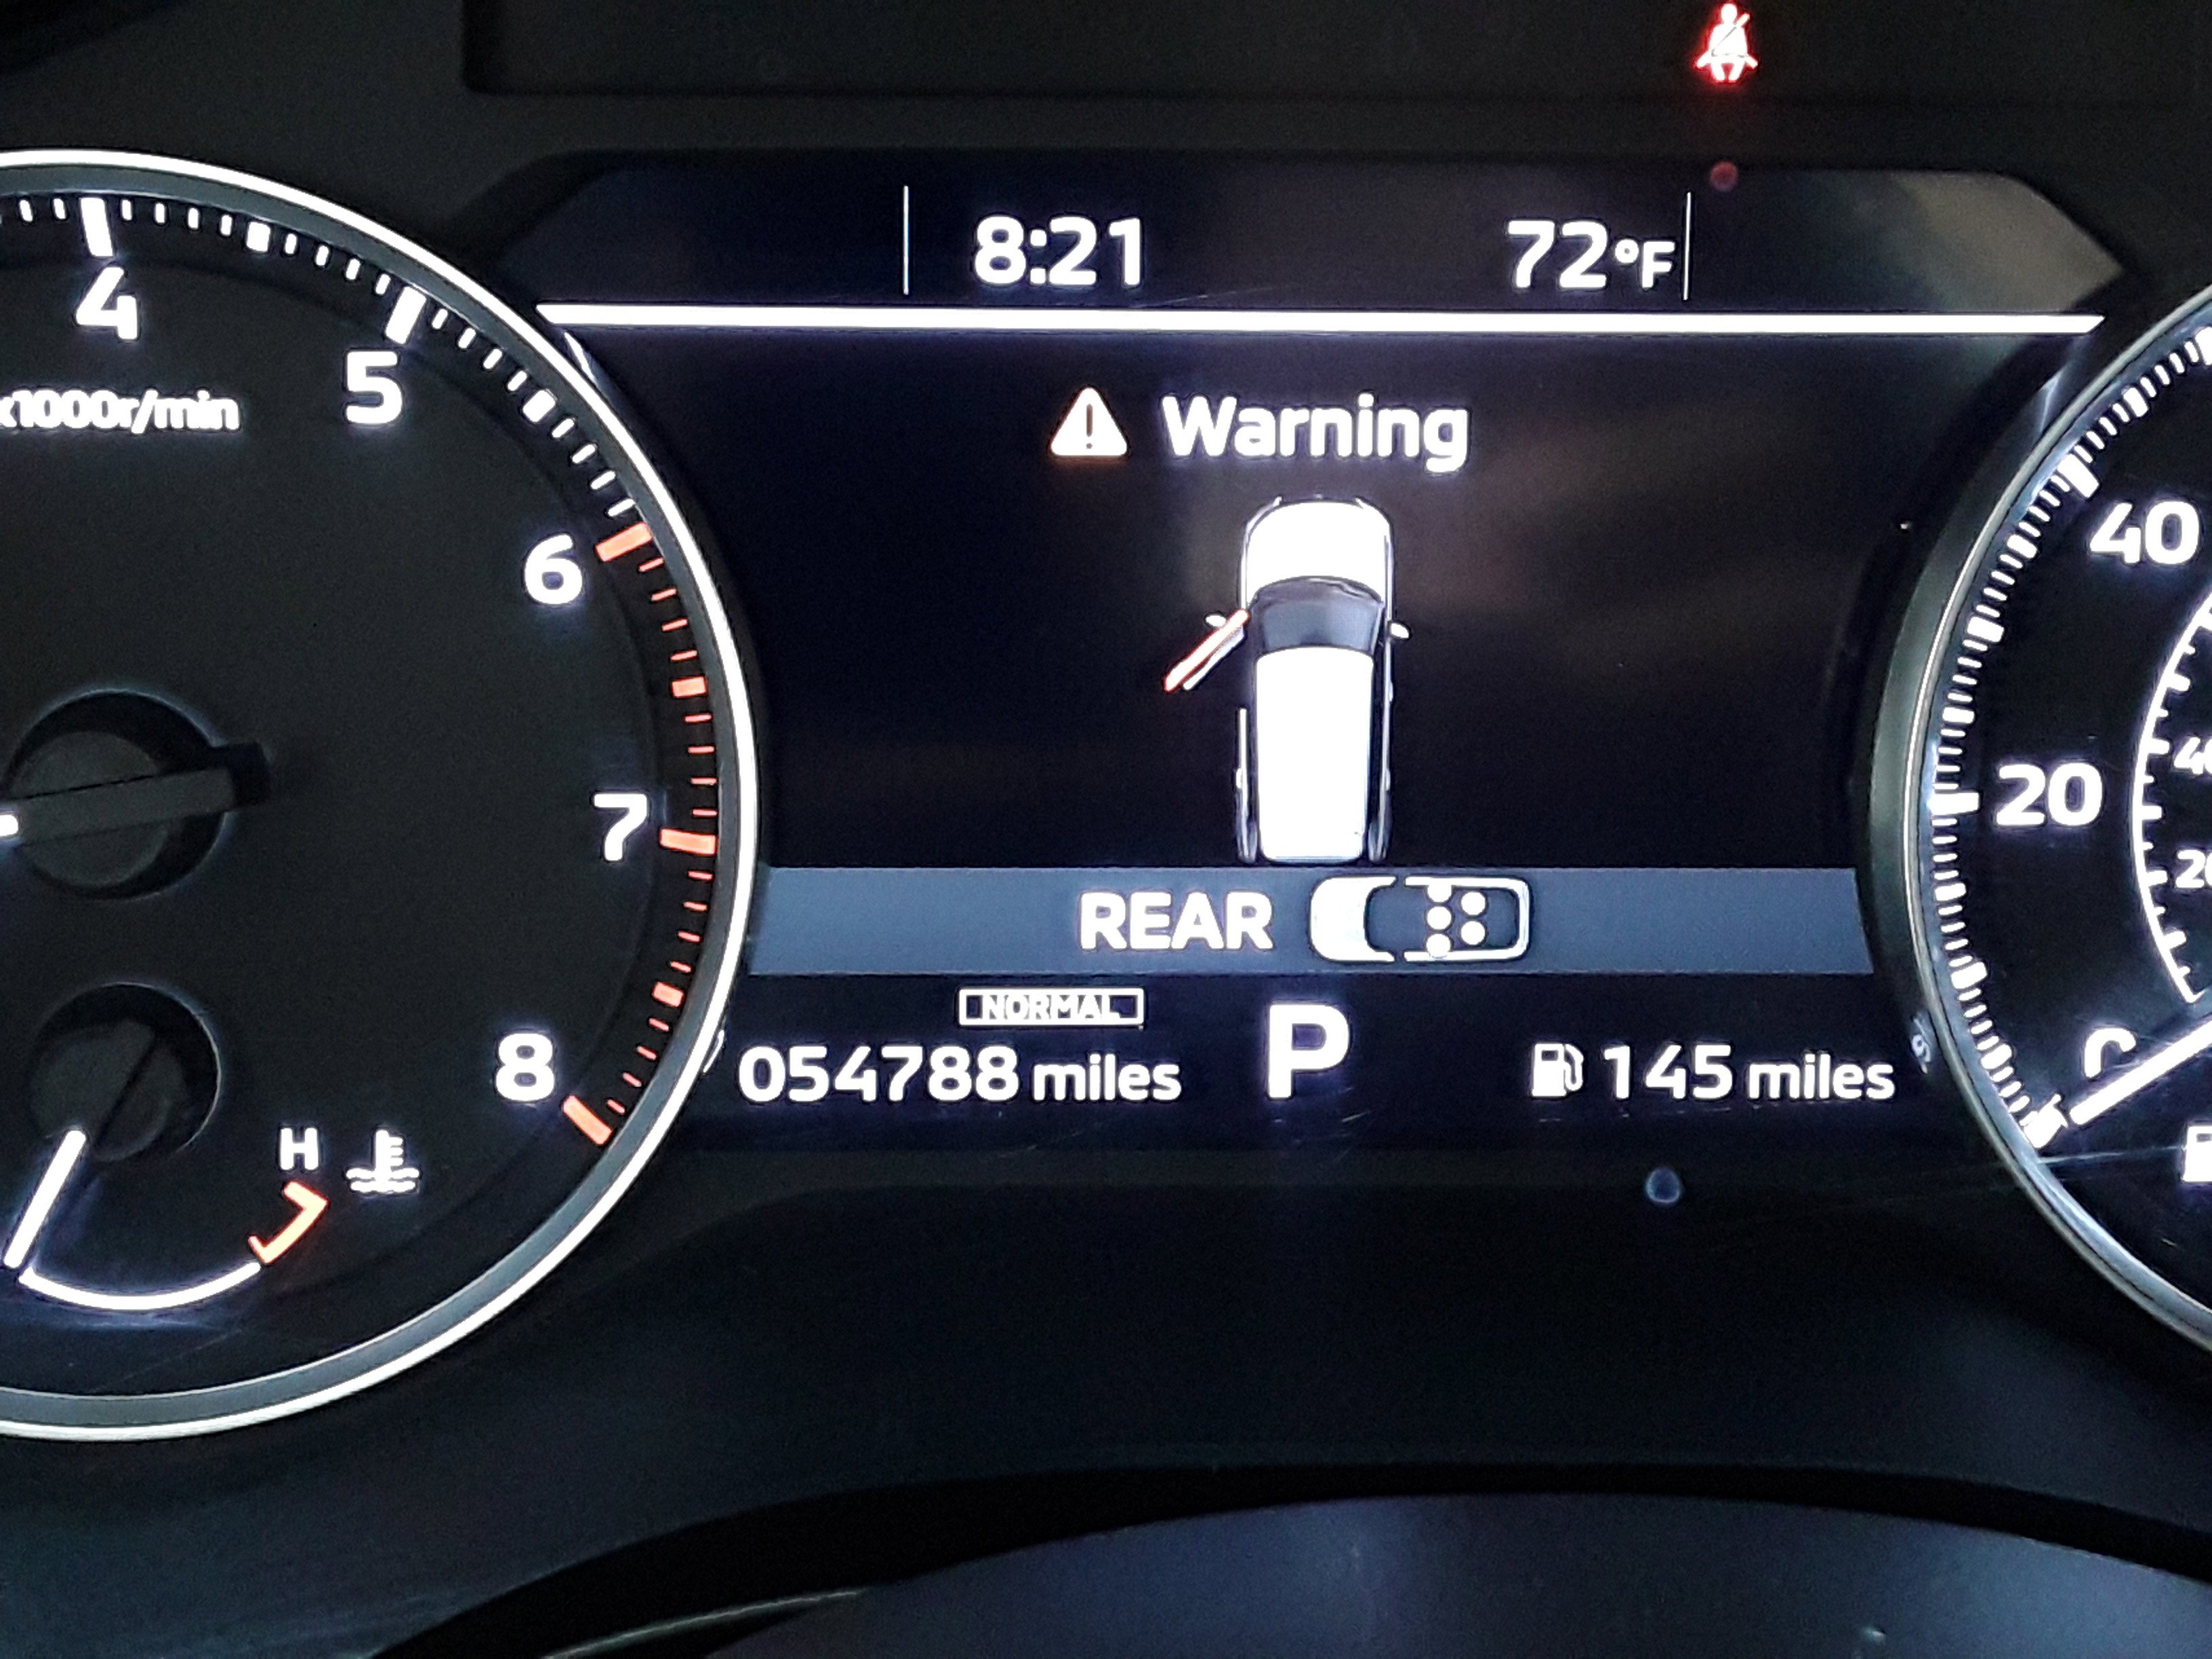 8:21 72°F
4
5
x1000r/min
6
7
8
H
Warning
REAR
NORMAL
054788 miles P 145 miles
40
20